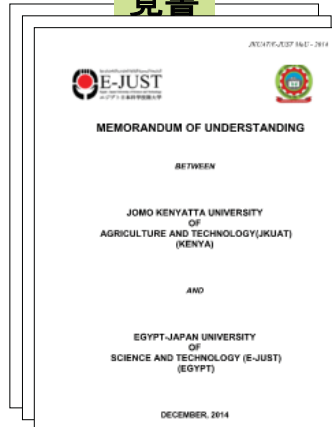 覚書
JKUAT/E-JUST MoU - 2014
E-JUST
MEMORANDUM OF UNDERSTANDING
BETWEEN
JOMO KENYATTA UNIVERSITY
OF
AGRICULTURE AND TECHNOLOGY(JKUAT)
(KENYA)
AND
EGYPT-JAPAN UNIVERSITY
OF
SCIENCE AND TECHNOLOGY (E-JUST)
(EGYPT)
DECEMBER, 2014